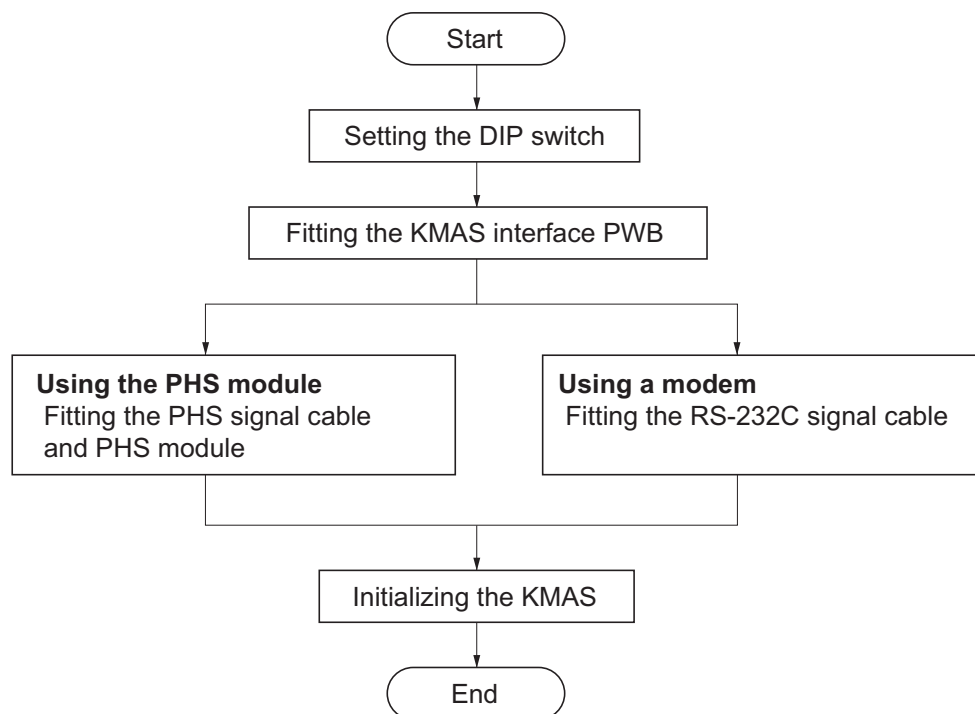 Start
Setting the DIP switch
Fitting the KMAS interface PWB
Using the PHS module
Fitting the PHS signal cable
and PHS module
Using a modem
Fitting the RS-232C signal cable
Initializing the KMAS
End